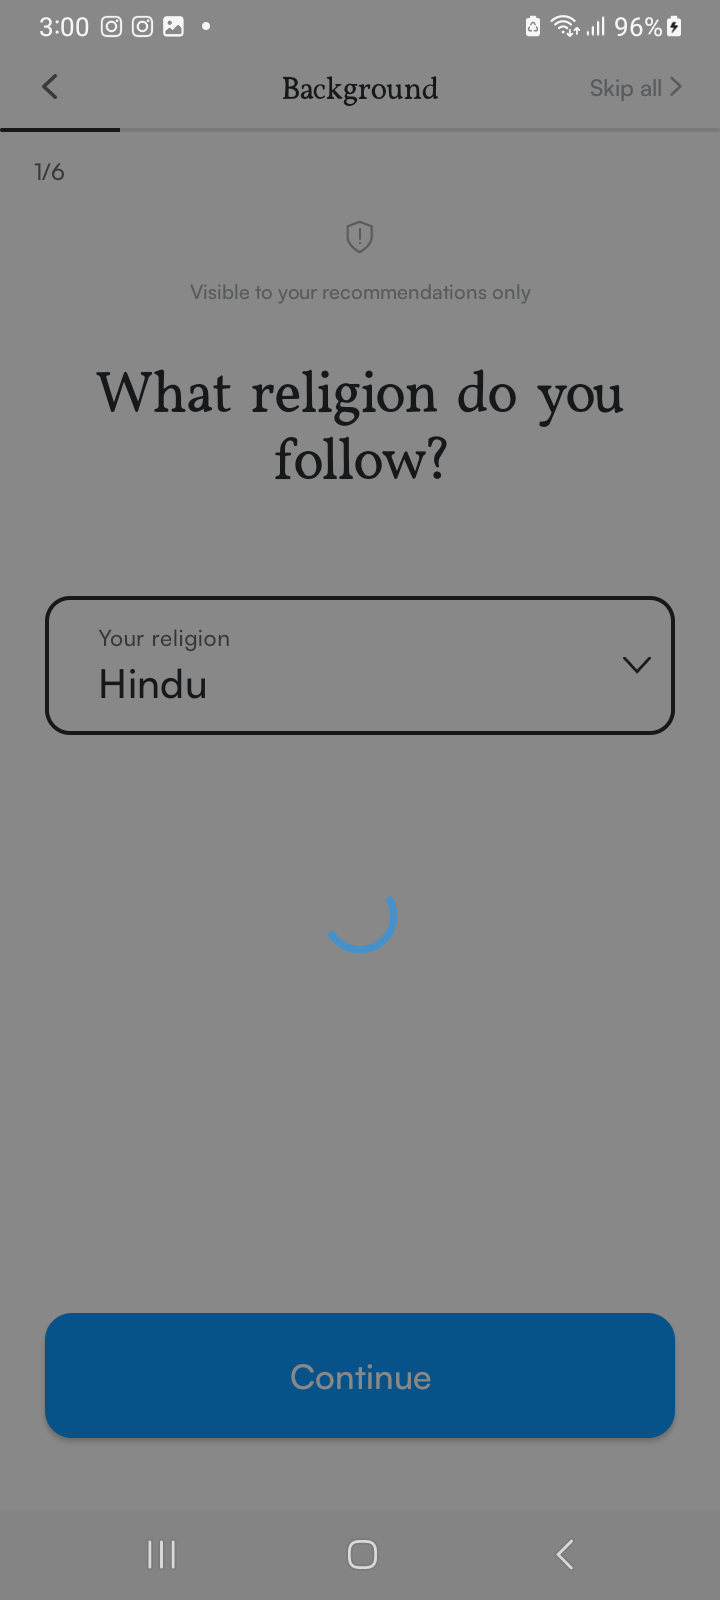 3:00 96%
Background Skip all
1/6
Visible to your recommendations only
What religion do you
follow?
Your religion
Hindu
Continue